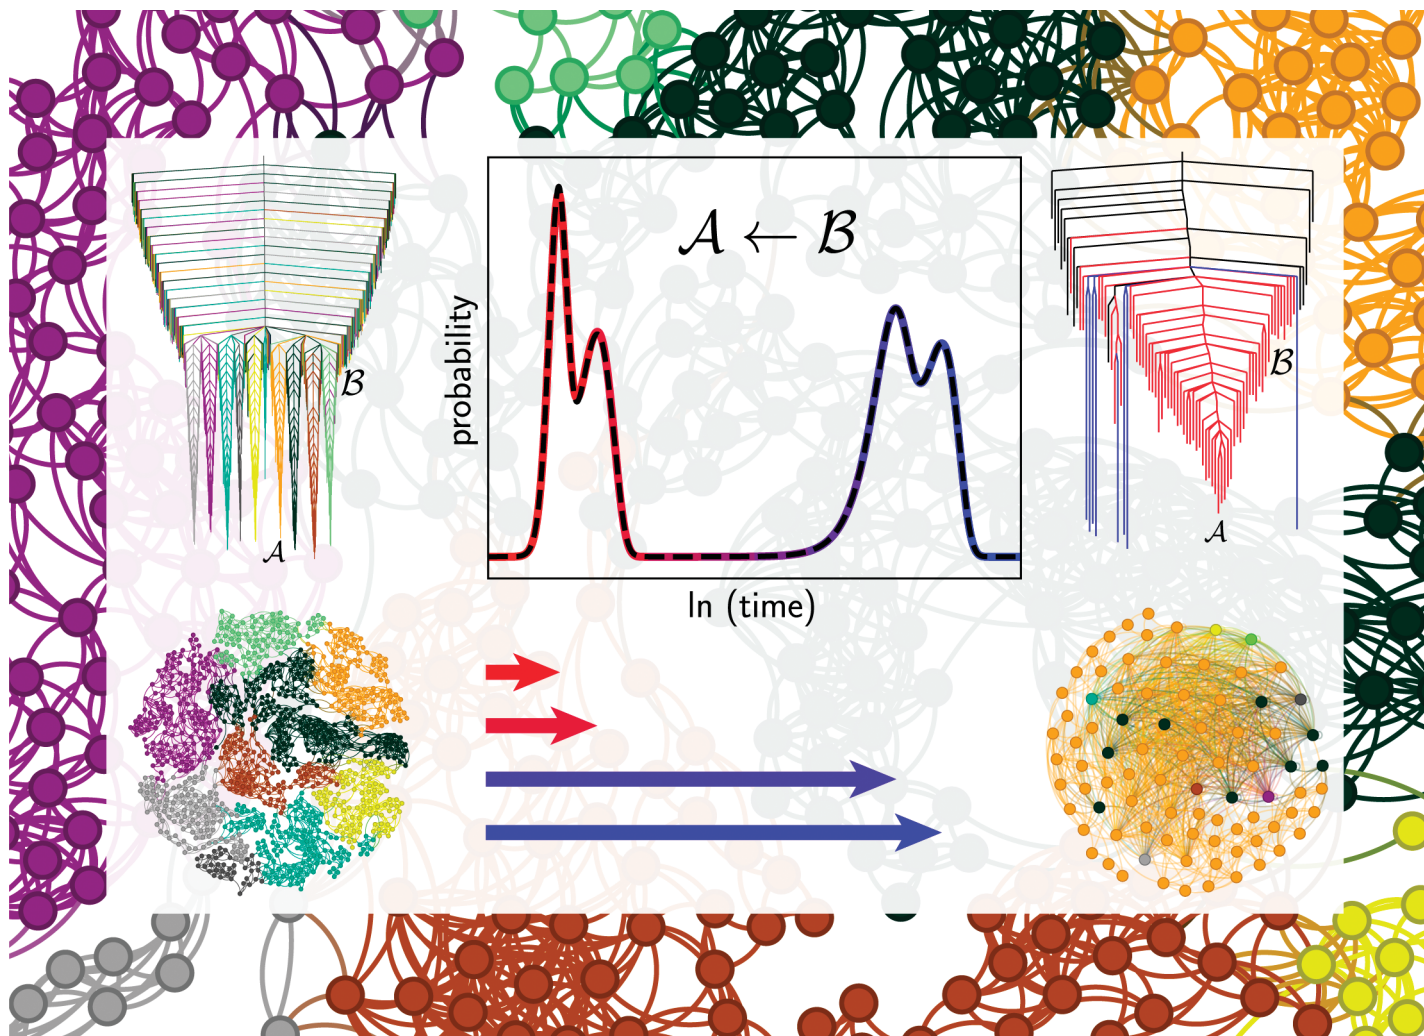 𝒜 ← ℬ
probability
ln (time)
ℬ
𝒜
ℬ
𝒜